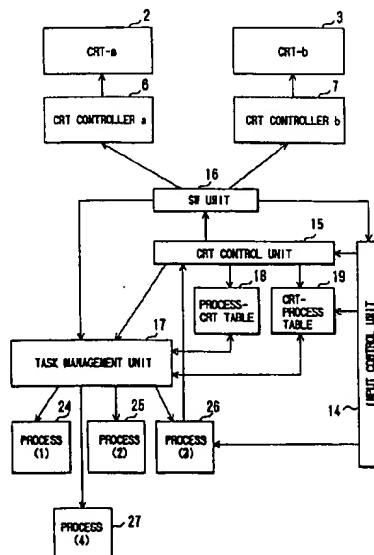 2
3
CRT-a
CRT-b
6
7
CRT CONTROLLER a
CRT CONTROLLER b
16
SW UNIT
15
CRT CONTROL UNIT
18
19
PROCESS-
CRT TABLE
CRT-
PROCESS
TABLE
17
TASK MANAGEMENT UNIT
INPUT CONTROL UNIT
14
24
25
26
PROCESS
(1)
PROCESS
(2)
PROCESS
(3)
PROCESS
(4)
27